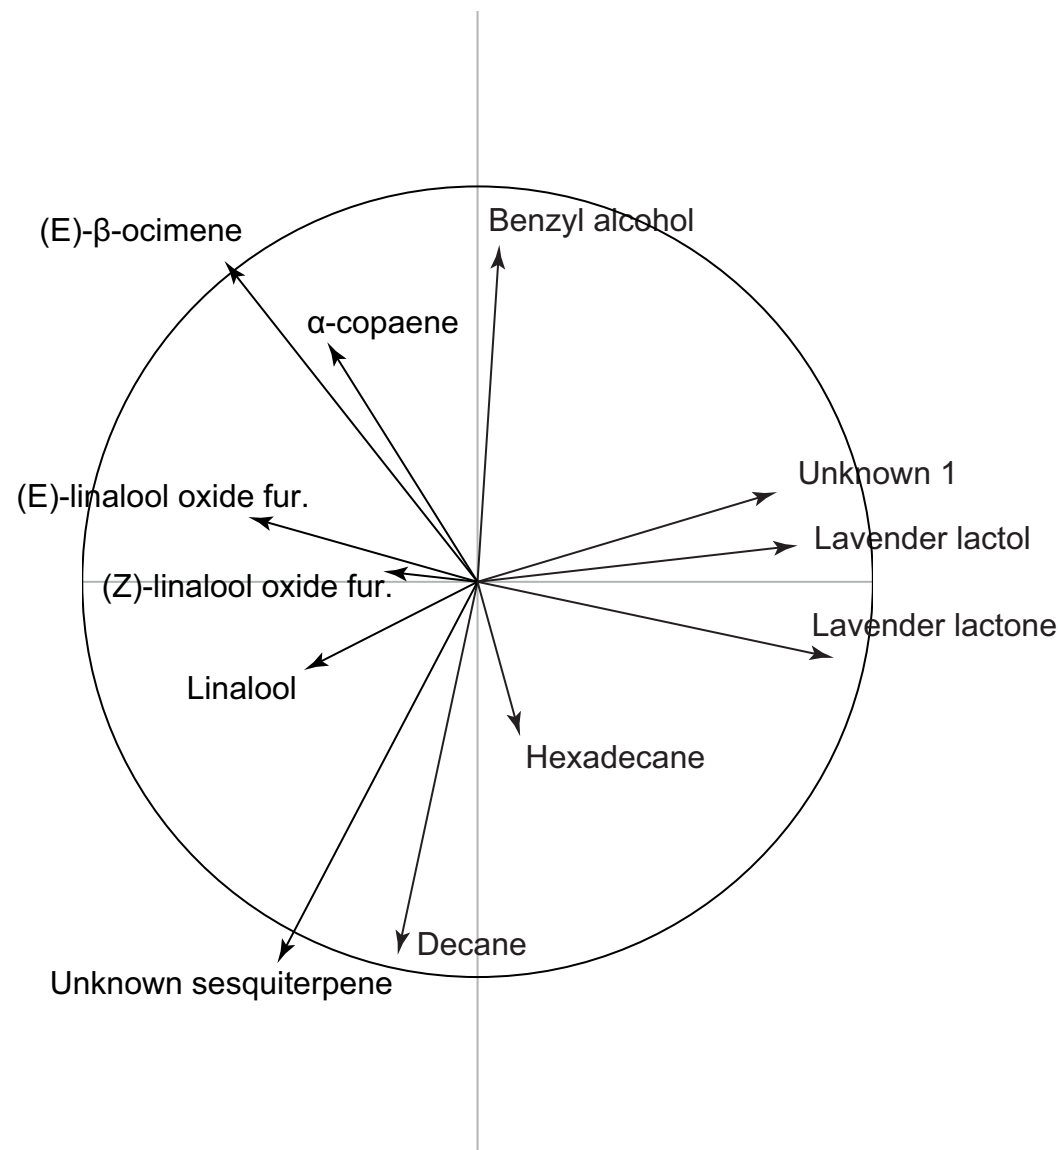 Benzyl alcohol
(E)-β-ocimene
α-copaene
Unknown 1
(E)-linalool oxide fur.
Lavender lactol
(Z)-linalool oxide fur.
Lavender lactone
Linalool
Hexadecane
Decane
Unknown sesquiterpene